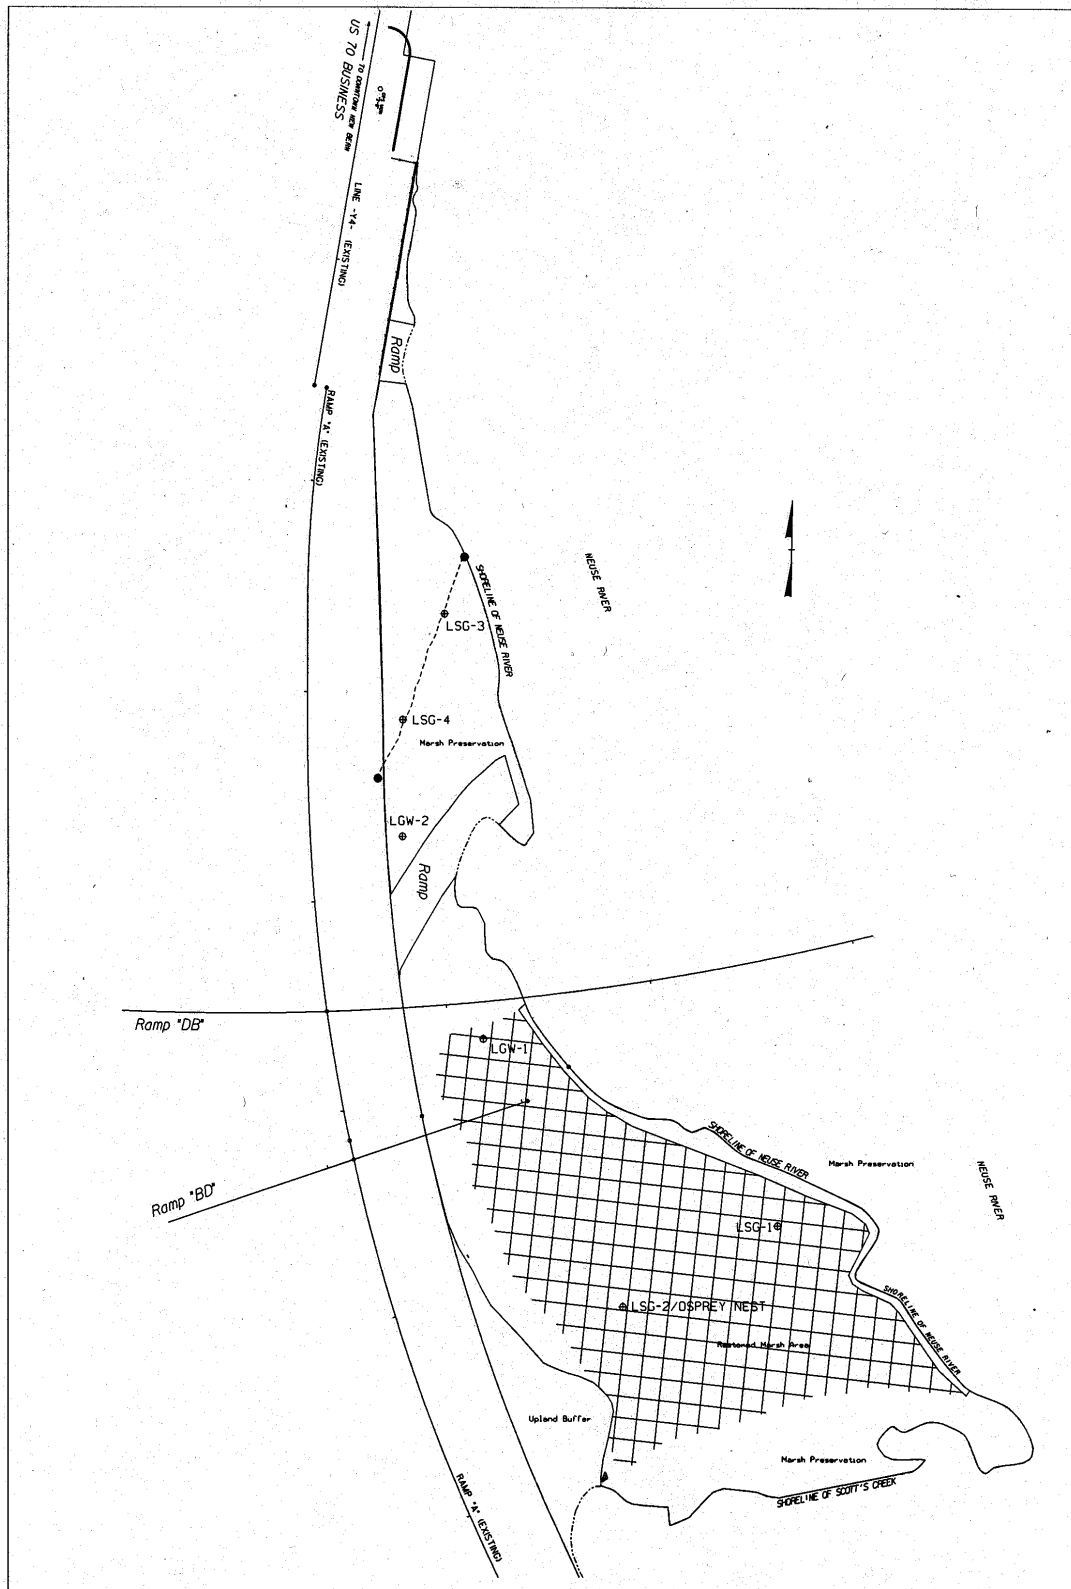 TO DOWNTOWN NEW BERN
US 70 BUSINESS
LINE -Y4- (EXISTING)
Ramp
RAMP "A" (EXISTING)
NEUSE RIVER
SHORELINE OF NEUSE RIVER
LSG-3
LSG-4
Marsh Preservation
LGW-2
Ramp
Ramp "DB"
LGW-1
SHORELINE OF NEUSE RIVER
Marsh Preservation
NEUSE RIVER
Ramp "BD"
LSG-1
LSG-2/OSPREY NEST
SHORELINE OF NEUSE RIVER
Restored Marsh Area
Upland Buffer
Marsh Preservation
SHORELINE OF SCOTT'S CREEK
RAMP "A" (EXISTING)